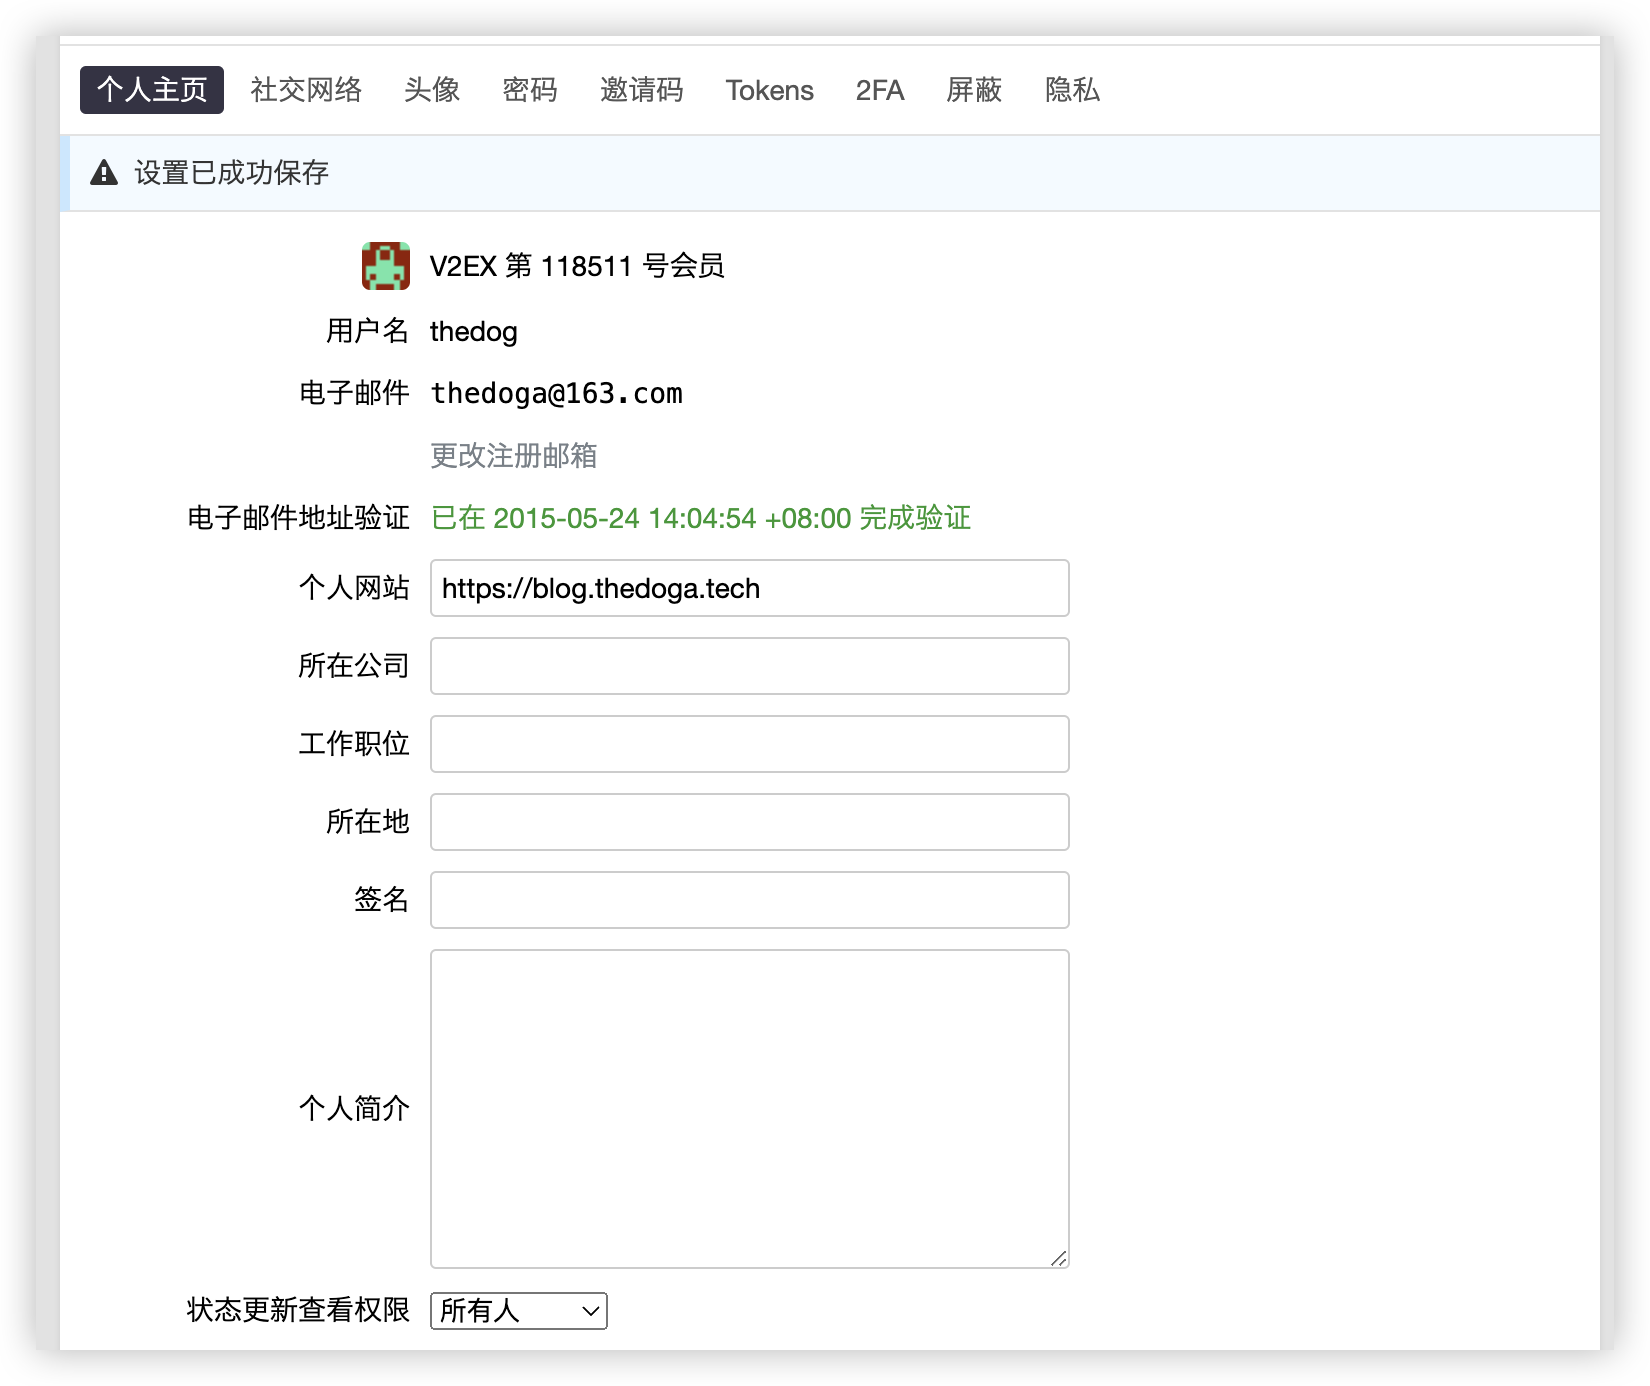 个人主页 社交网络 头像 密码 邀请码 Tokens 2FA 屏蔽 隐私
设置已成功保存
V2EX 第 118511 号会员
用户名 thedog
电子邮件 thedoga@163.com
更改注册邮箱
电子邮件地址验证 已在 2015-05-24 14:04:54 +08:00 完成验证
个人网站 https://blog.thedoga.tech
所在公司
工作职位
所在地
签名
个人简介
状态更新查看权限 所有人